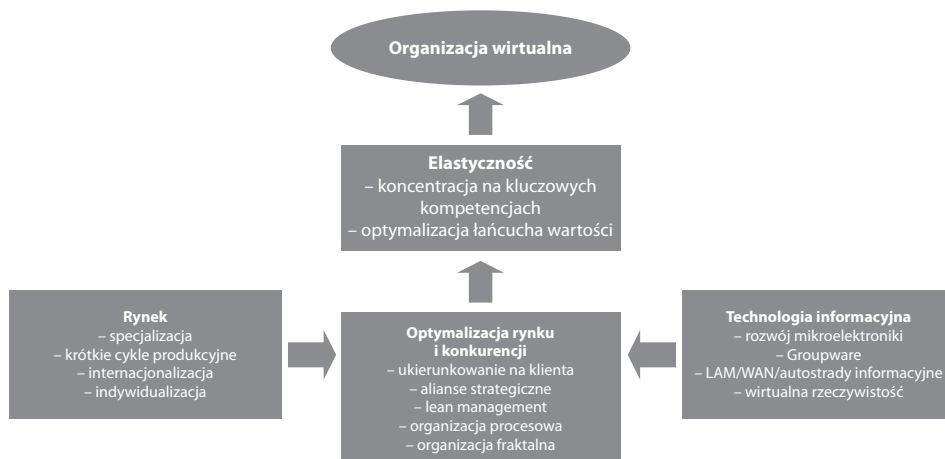 Organizacja wirtualna
Elastyczność
– koncentracja na kluczowych
kompetencjach
– optymalizacja łańcucha wartości
Rynek
– specjalizacja
– krótkie cykle produkcyjne
– internacjonalizacja
– indywidualizacja
Optymalizacja rynku
i konkurencji
– ukierunkowanie na klienta
– alianse strategiczne
– lean management
– organizacja procesowa
– organizacja fraktalna
Technologia informacyjna
– rozwój mikroelektroniki
– Groupware
– LAM/WAN/autostrady informacyjne
– wirtualna rzeczywistość